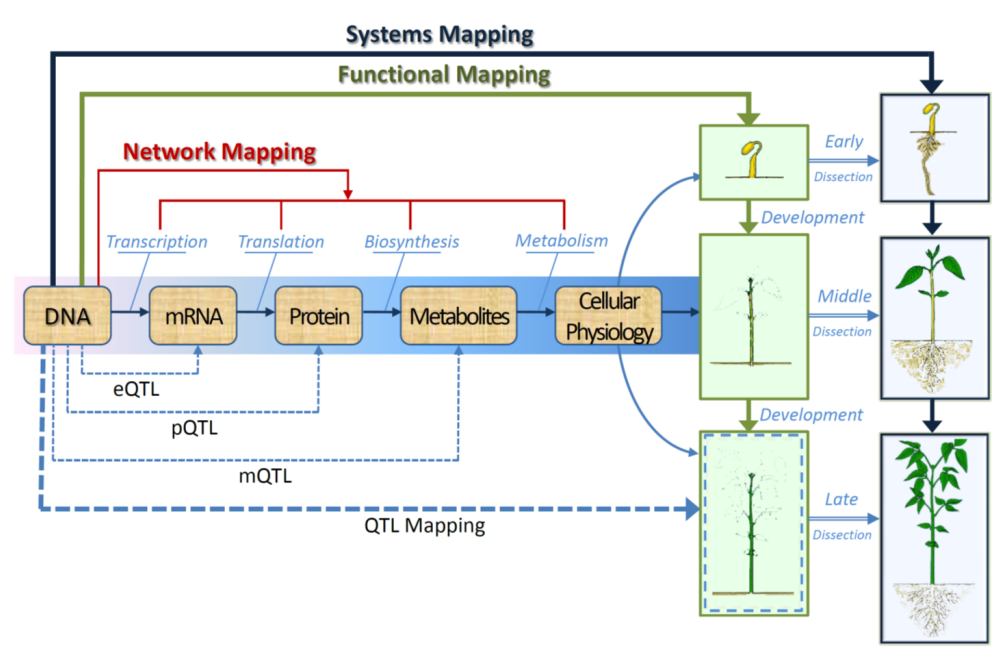 Systems Mapping
Functional Mapping
Network Mapping
Early
Dissection
Development
Transcription
Translation
Biosynthesis
Metabolism
DNA
mRNA
Protein
Metabolites
Cellular
Physiology
Middle
Dissection
eQTL
pQTL
mQTL
Development
QTL Mapping
Late
Dissection